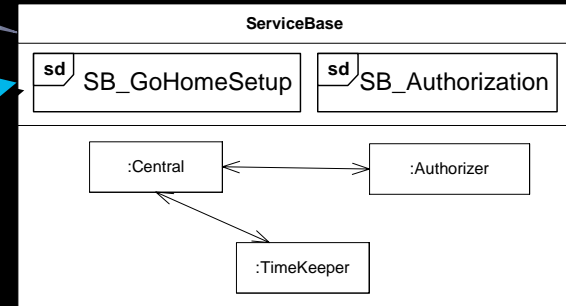 ServiceBase
sd SB_GoHomeSetup
sd SB_Authorization
:Central
:Authorizer
:TimeKeeper